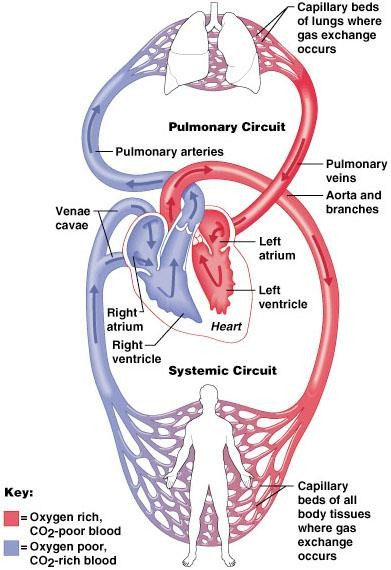 Capillary beds
of lungs where
gas exchange
occurs
Pulmonary Circuit
Pulmonary arteries
Pulmonary
veins
Aorta and
branches
Venae
cavae
Left
atrium
Left
ventricle
Right
atrium
Heart
Right
ventricle
Systemic Circuit
Capillary
beds of all
body tissues
where gas
exchange
occurs
Key:
= Oxygen rich,
CO2-poor blood
= Oxygen poor,
CO2-rich blood